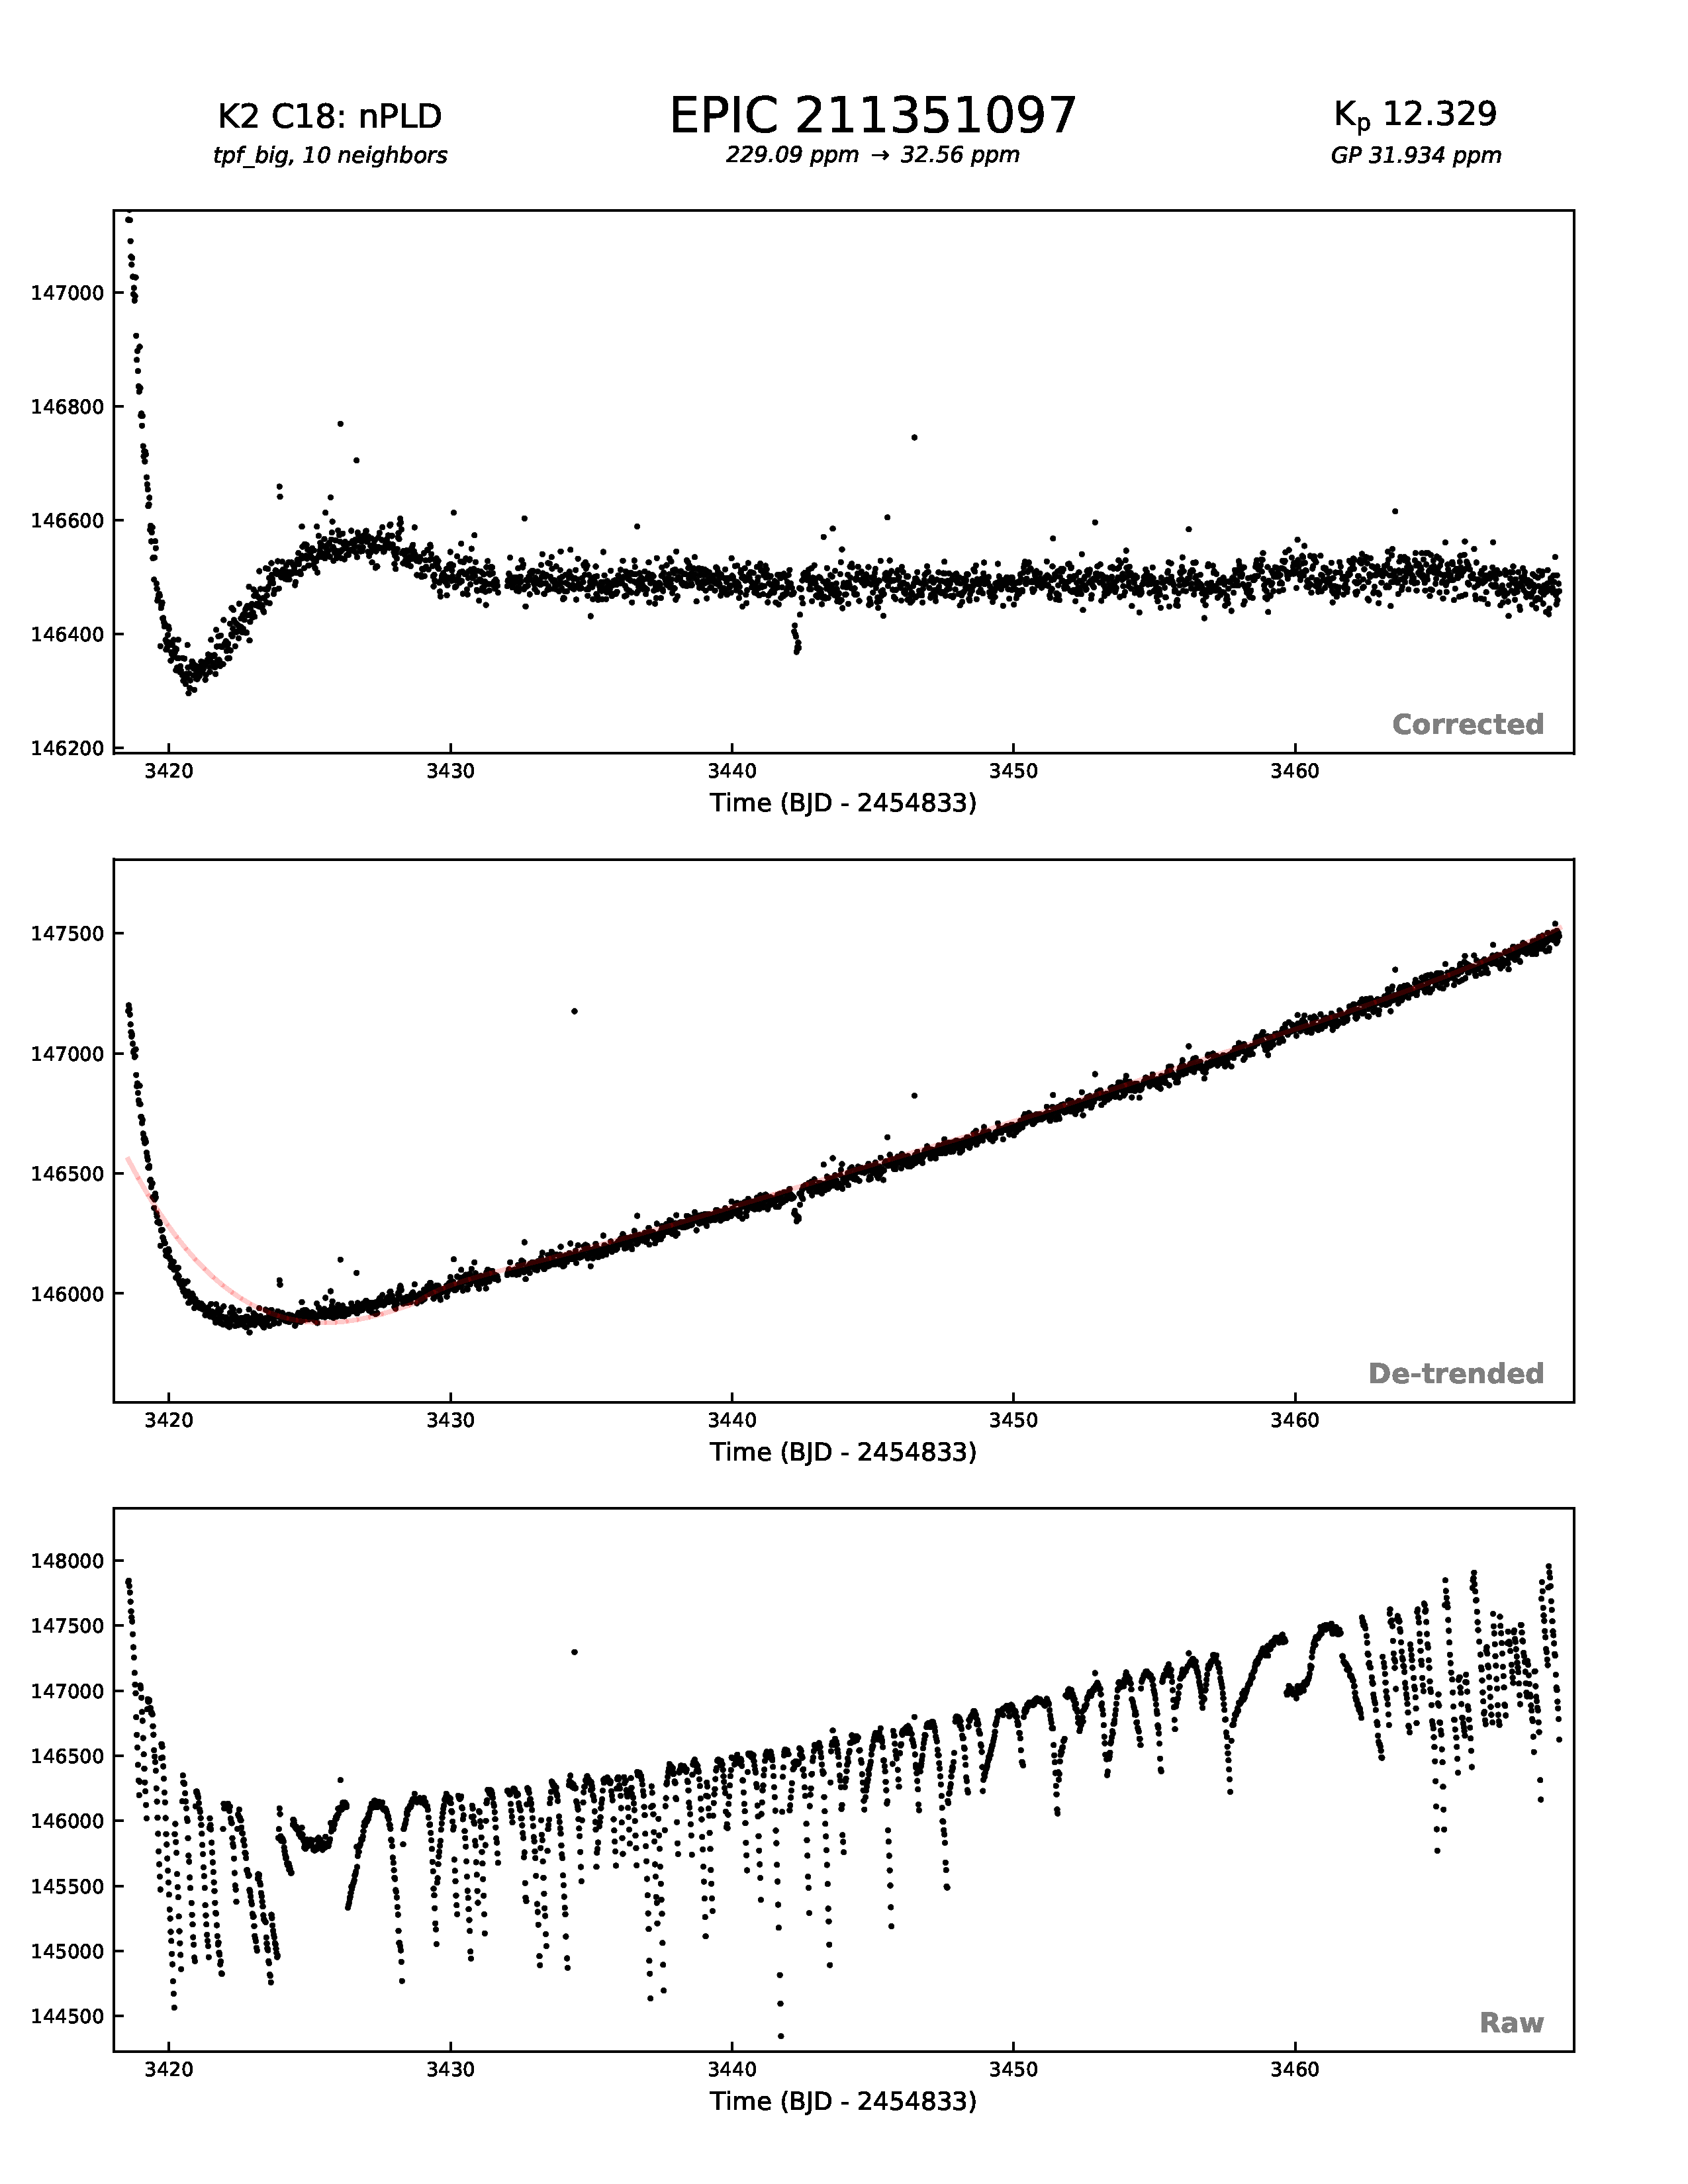 K2 C18: nPLD
EPIC 211351097
Kp 12.329
tpf_big, 10 neighbors
229.09 ppm → 32.56 ppm
GP 31.934 ppm
147000
146800
146600
146400
146200
Corrected
3420 3430 3440 3450 3460
Time (BJD - 2454833)
147500
147000
146500
146000
De-trended
3420 3430 3440 3450 3460
Time (BJD - 2454833)
148000
147500
147000
146500
146000
145500
145000
144500
Raw
3420 3430 3440 3450 3460
Time (BJD - 2454833)